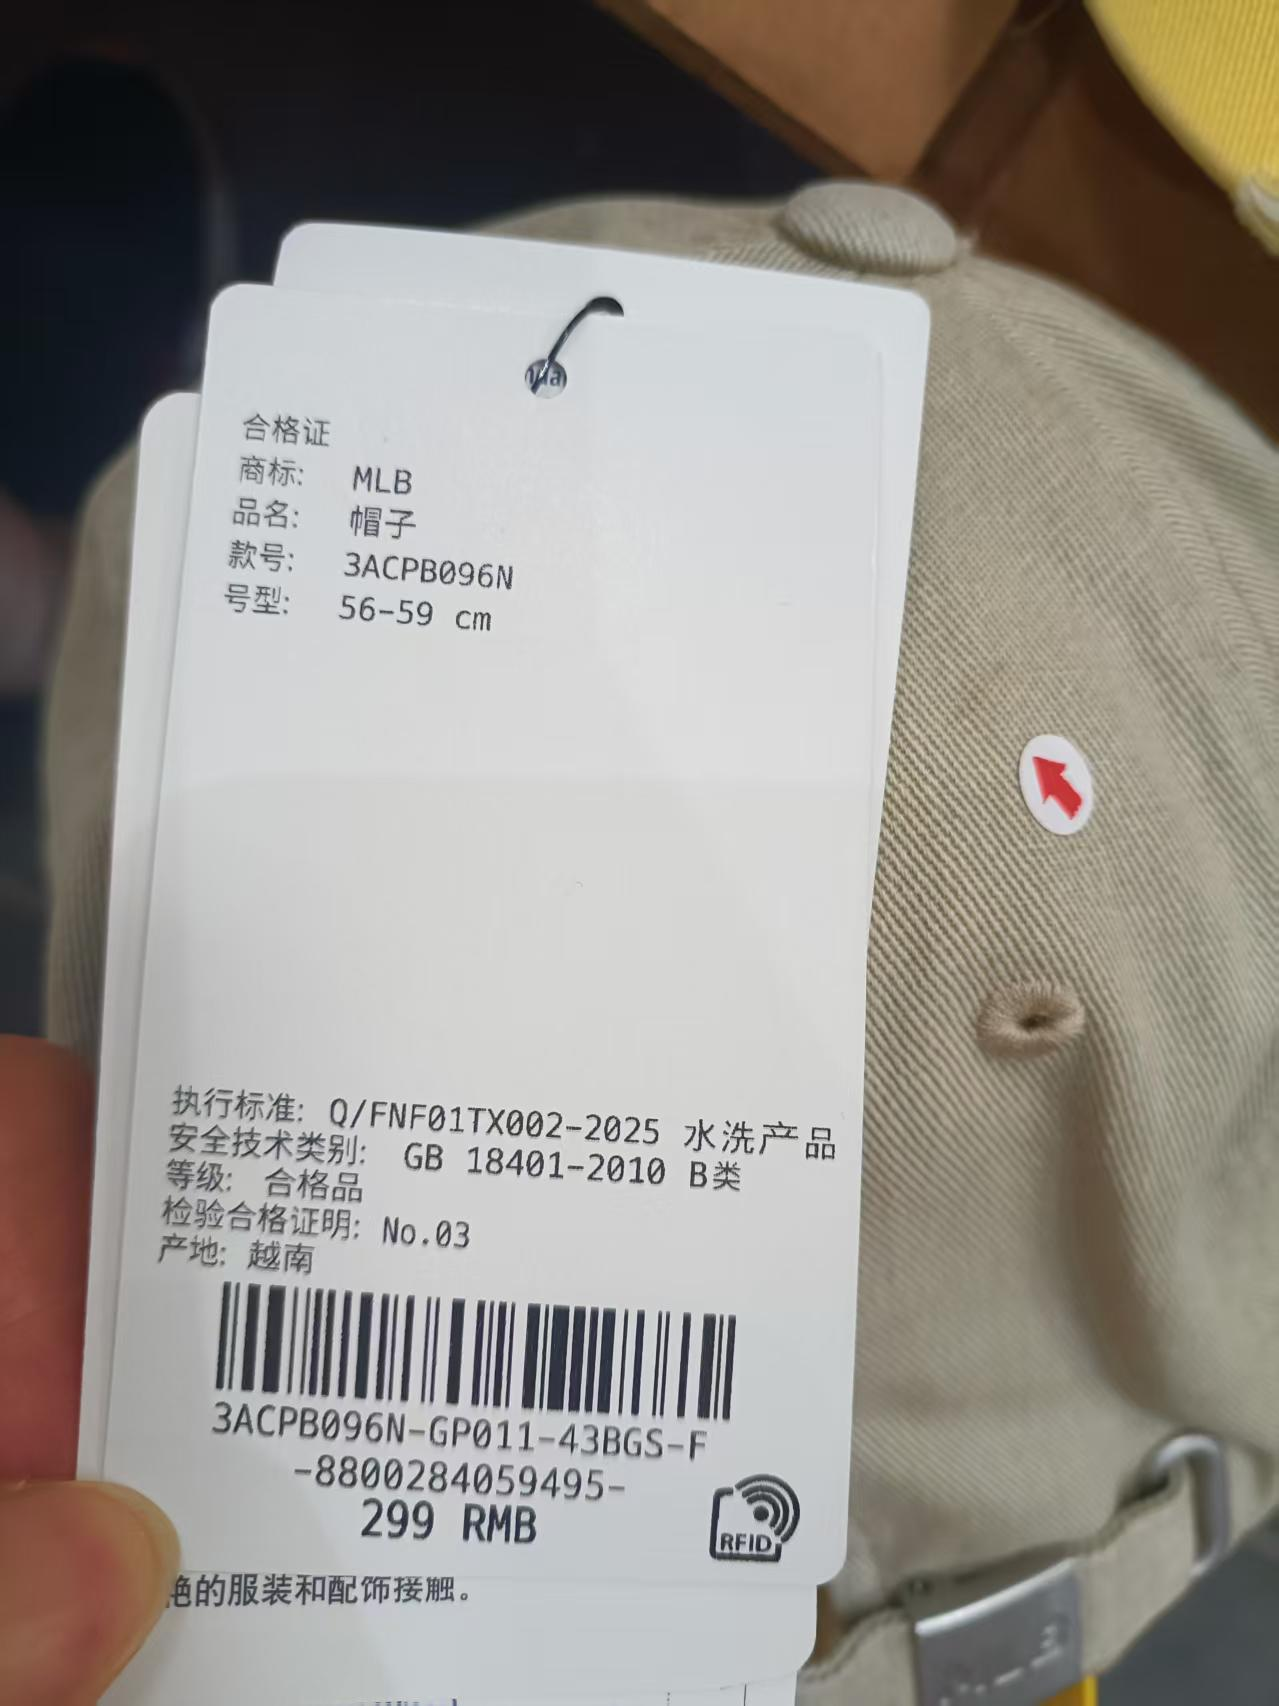 合格证
商标: MLB
品名: 帽子
款号: 3ACPB096N
号型: 56-59 cm
执行标准: Q/FNF01TX002-2025 水洗产品
安全技术类别: GB 18401-2010 B类
等级: 合格品
检验合格证明: No.03
产地: 越南
3ACPB096N-GP011-43BGS-F
-8800284059495-
299 RMB
RFID
艳的服装和配饰接触。